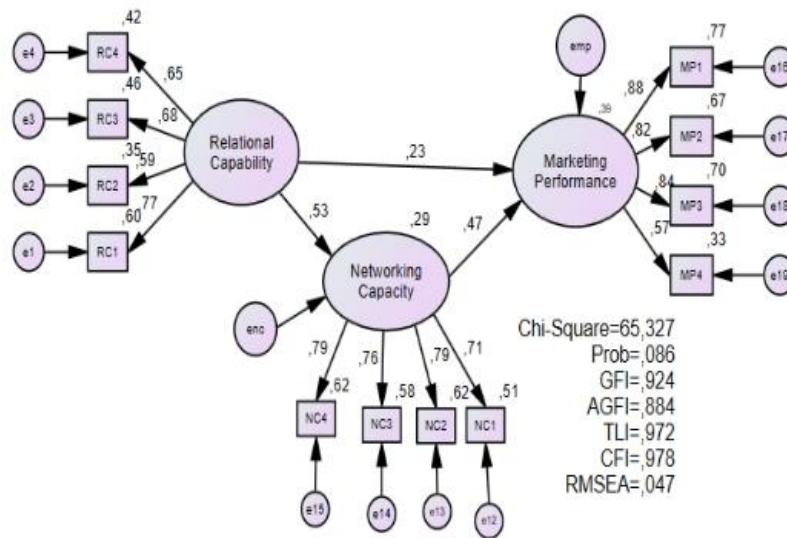 ,42
e4
RC4
,65
,46
e3
RC3
,68
,35
e2
RC2
,59
,60
e1
RC1
,77
Relational
Capability
,23
,53
emp
,39
Marketing
Performance
,88
,77
MP1
e16
,82
,67
MP2
e17
,84
,70
MP3
e18
,57
,33
MP4
e19
,29
,47
Networking
Capacity
enc
,79
,76
,79
,71
,62
,58
,62
,51
NC4
NC3
NC2
NC1
e15
e14
e13
e12
Chi-Square=65,327
Prob=,086
GFI=,924
AGFI=,884
TLI=,972
CFI=,978
RMSEA=,047